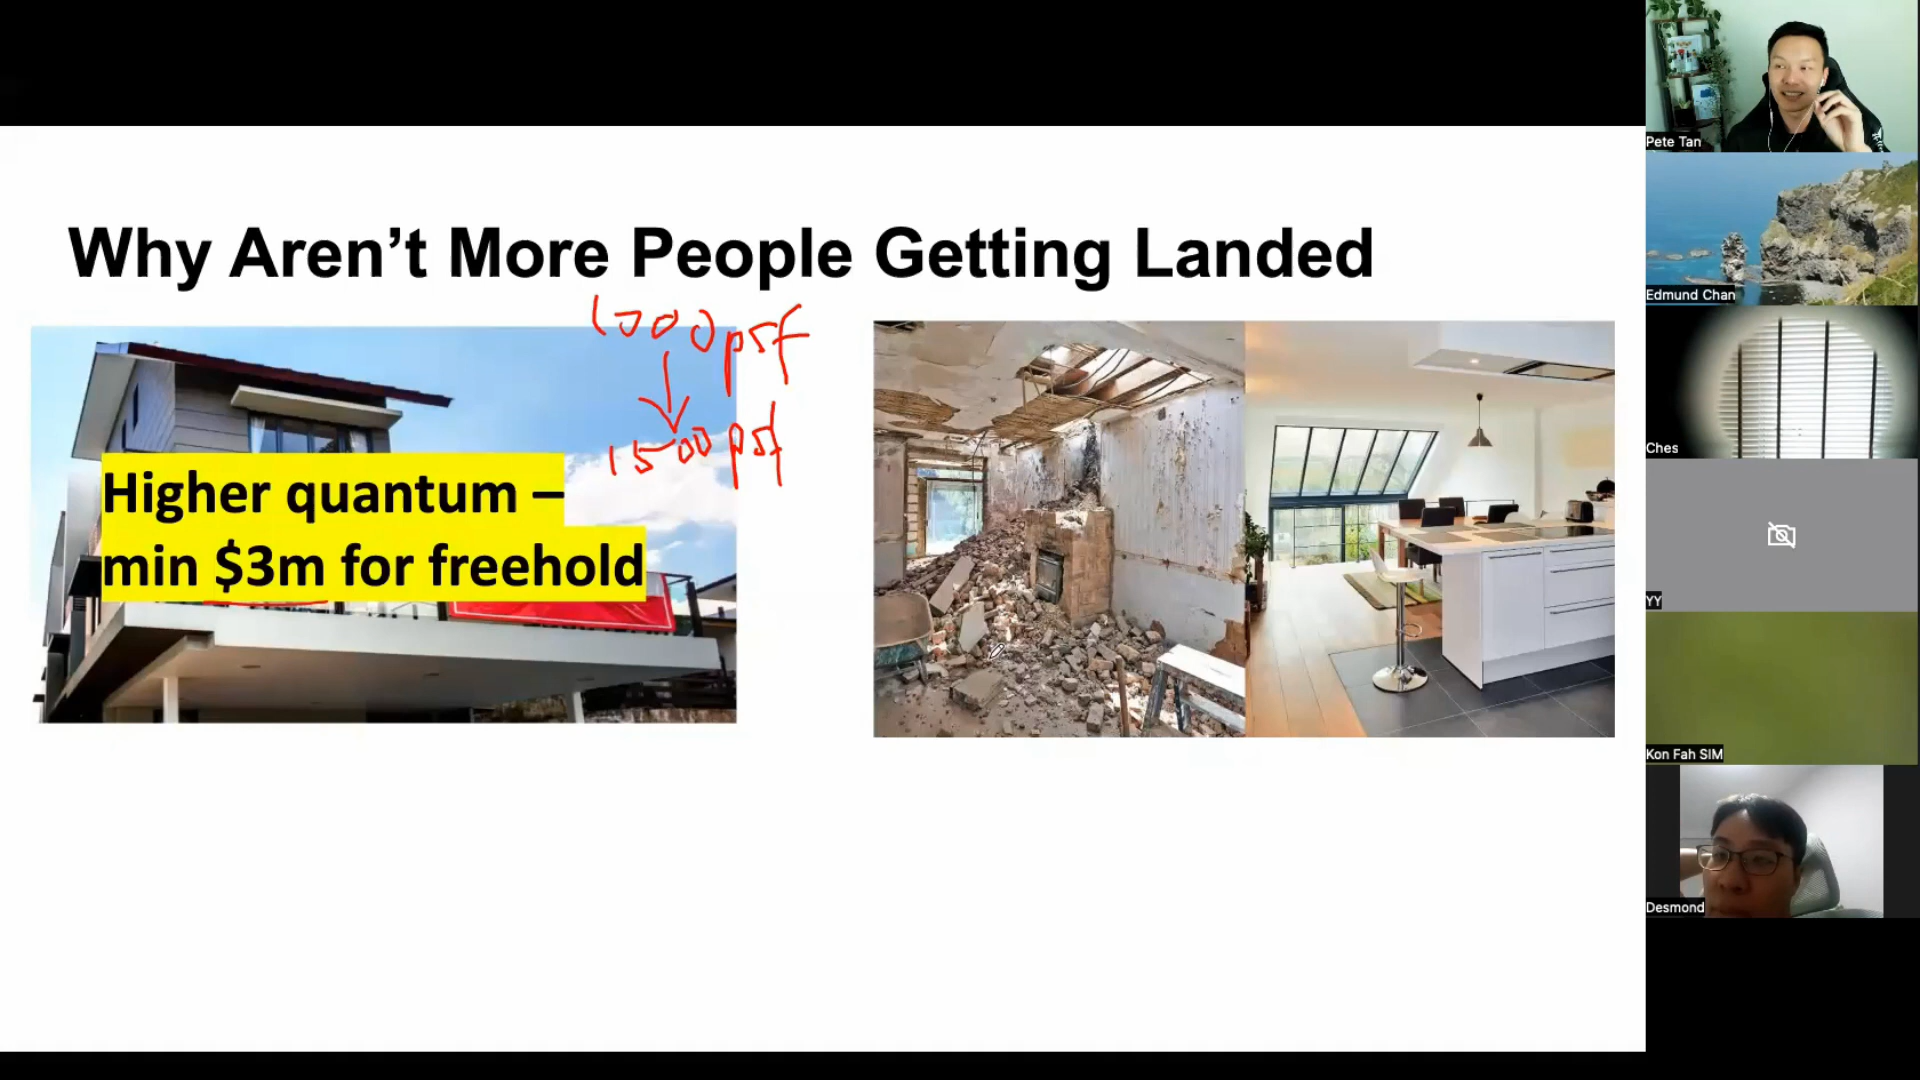 Why Aren’t More People Getting Landed
1000psf
1500psf
Higher quantum –
min $3m for freehold
Pete Tan
Edmund Chan
Ches
YY
Kon Fah SIM
Desmond